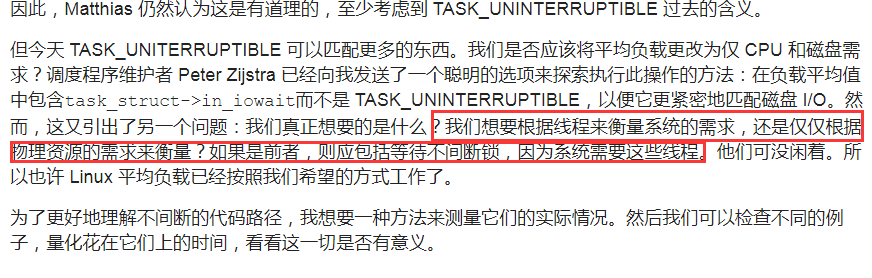 因此，Matthias 仍然认为这是有道理的，至少考虑到 TASK_UNINTERRUPTIBLE 过去的含义。
但今天 TASK_UNITERRUPTIBLE 可以匹配更多的东西。我们是否应该将平均负载更改为仅 CPU 和磁盘需
求？调度程序维护者 Peter Zijstra 已经向我发送了一个聪明的选项来探索执行此操作的方法：在负载平均值
中包含task_struct->in_iowait而不是 TASK_UNINTERRUPTIBLE，以便它更紧密地匹配磁盘 I/O。然
而，这又引出了另一个问题：我们真正想要的是什么？我们想要根据线程来衡量系统的需求，还是仅仅根据
物理资源的需求来衡量？如果是前者，则应包括等待不间断锁，因为系统需要这些线程。他们可没闲着。所
以也许 Linux 平均负载已经按照我们希望的方式工作了。
为了更好地理解不间断的代码路径，我想要一种方法来测量它们的实际情况。然后我们可以检查不同的例
子，量化花在它们上的时间，看看这一切是否有意义。